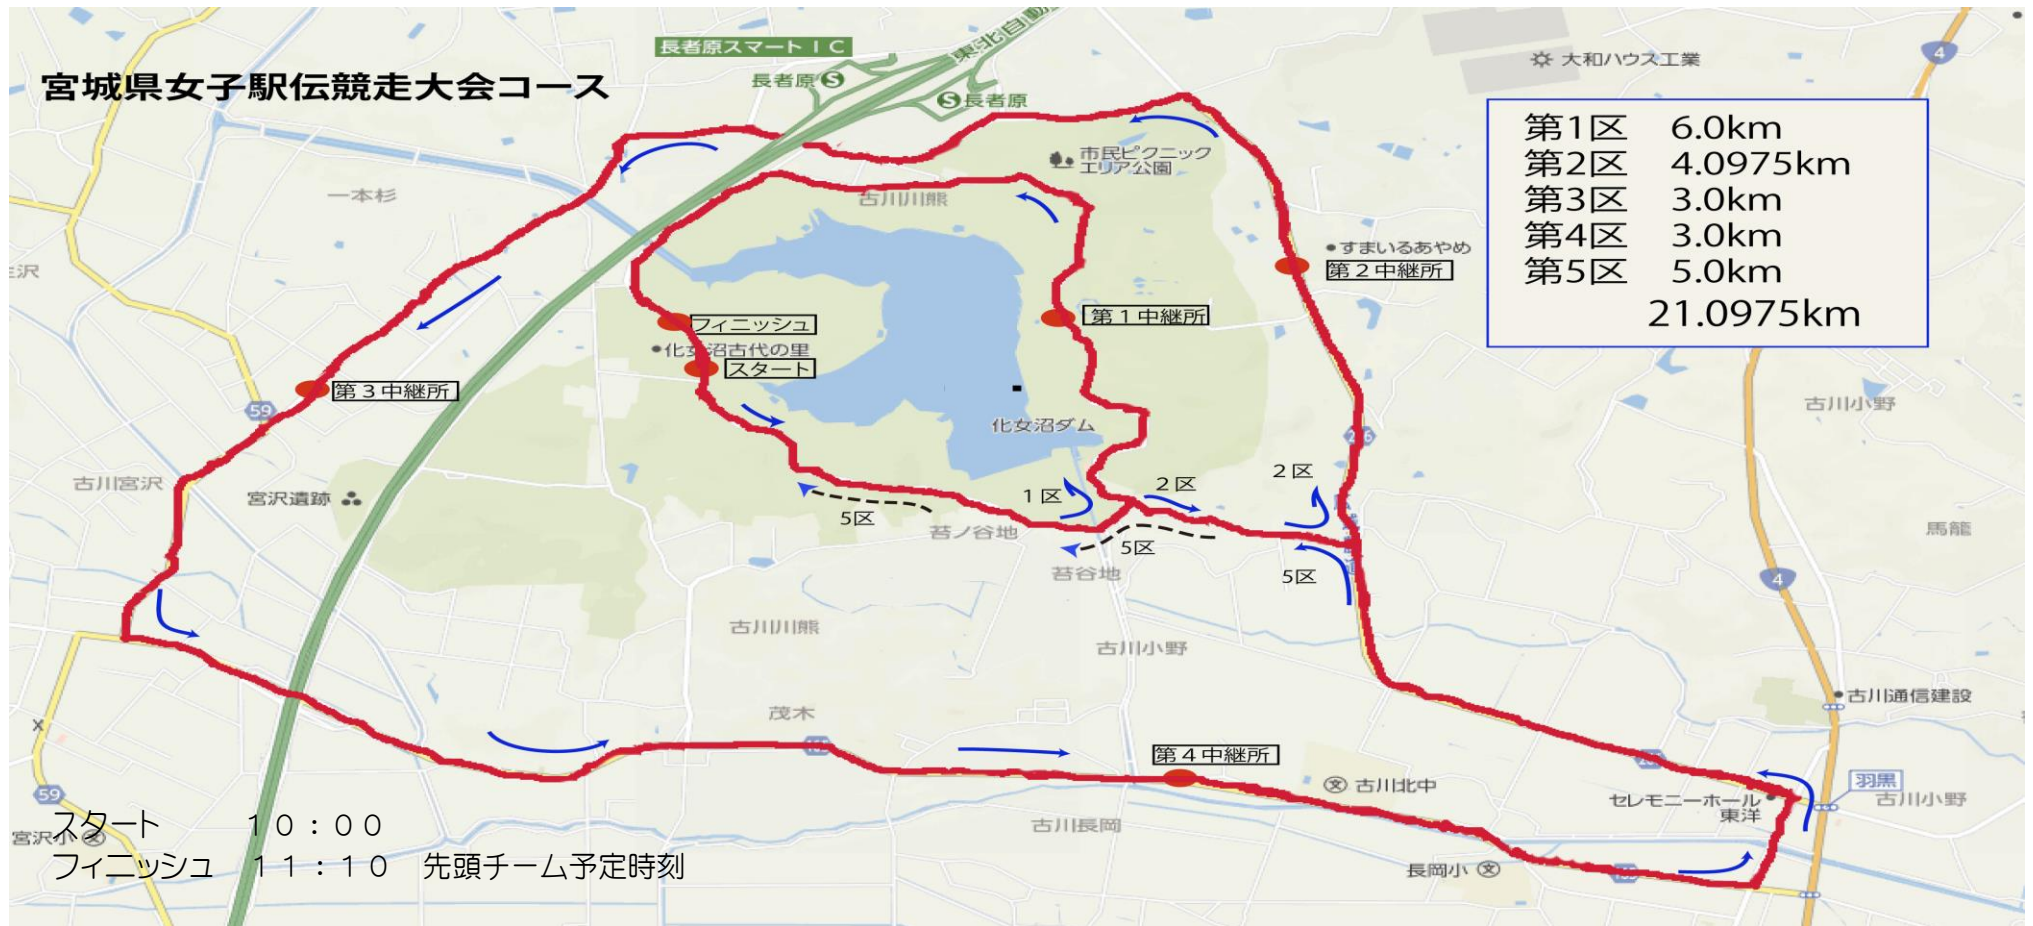 長者原スマートIC
東北自動
長者原
長者原
宮城県女子駅伝競走大会コース
大和ハウス工業
4
第1区 6.0km
第2区 4.0975km
第3区 3.0km
第4区 3.0km
第5区 5.0km
21.0975km
市民ピクニック
エリア公園
一本杉
古川川熊
すまいるあやめ
第2中継所
フィニッシュ
第1中継所
化女沼古代の里
スタート
第3中継所
59
化女沼ダム
古川小野
古川宮沢
宮沢遺跡
1区
2区
2区
5区
苔ノ谷地
5区
苔谷地
5区
馬籠
4
古川川熊
古川小野
茂木
古川通信建設
第4中継所
古川北中
羽黒
セレモニーホール
東洋
古川小野
59
スタート 10:00
宮沢小
フィニッシュ 11:10 先頭チーム予定時刻
古川長岡
長岡小